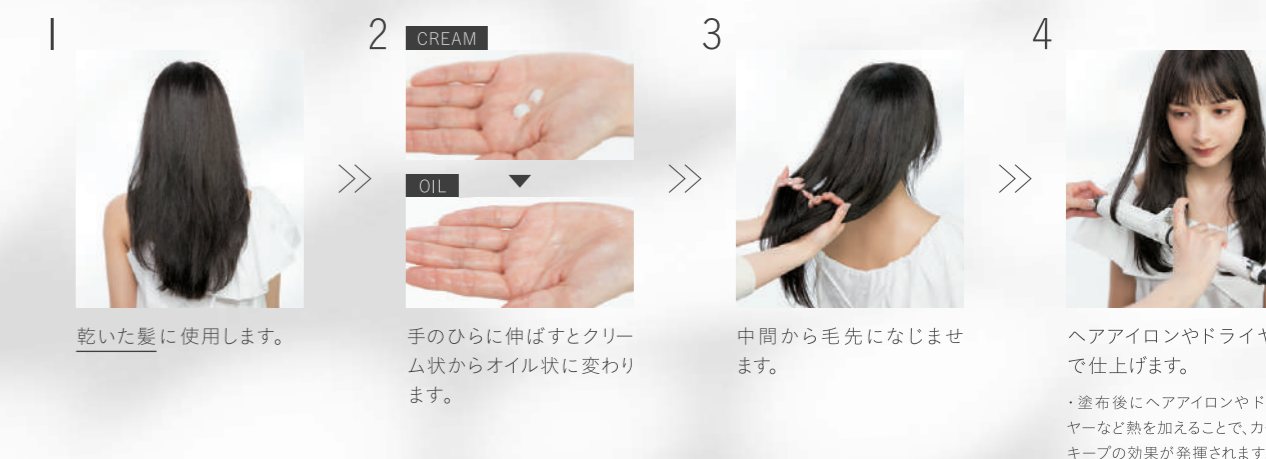 1
乾いた髪に使用します。
2
CREAM
OIL
手のひらに伸ばすとクリー
ム状からオイル状に変わり
ます。
3
中間から毛先になじませ
ます。
4
ヘアアイロンやドライヤ
で仕上げます。
・塗布後にヘアアイロンやド
ヤーなど熱を加えることで、カ
キープの効果が発揮されます